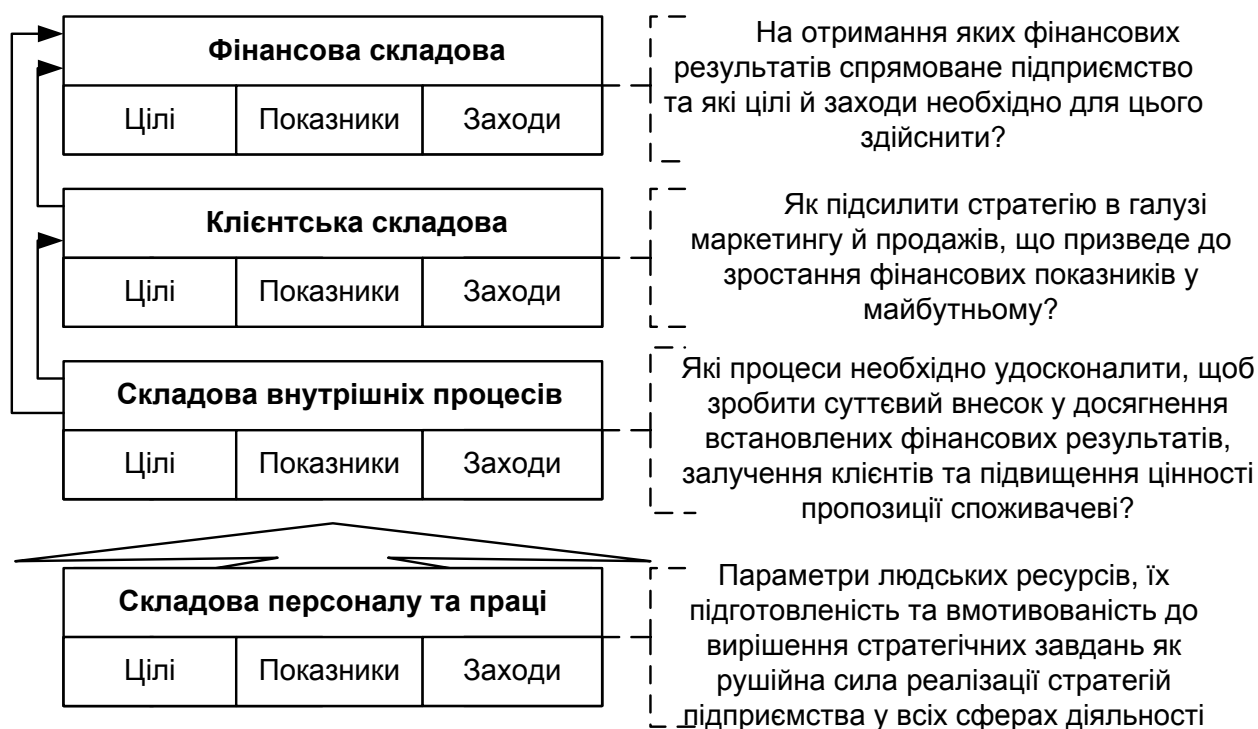 Фінансова складова
Цілі Показники Заходи
На отримання яких фінансових
результатів спрямоване підприємство
та які цілі й заходи необхідно для цього
здійснити?
Клієнтська складова
Цілі Показники Заходи
Як підсилити стратегію в галузі
маркетингу й продажів, що призведе до
зростання фінансових показників у
майбутньому?
Складова внутрішніх процесів
Цілі Показники Заходи
Які процеси необхідно удосконалити, щоб
зробити суттєвий внесок у досягнення
встановлених фінансових результатів,
залучення клієнтів та підвищення цінності
пропозиції споживачеві?
Складова персоналу та праці
Цілі Показники Заходи
Параметри людських ресурсів, їх
підготовленість та вмотивованість до
вирішення стратегічних завдань як
рушійна сила реалізації стратегій
підприємства у всіх сферах діяльності